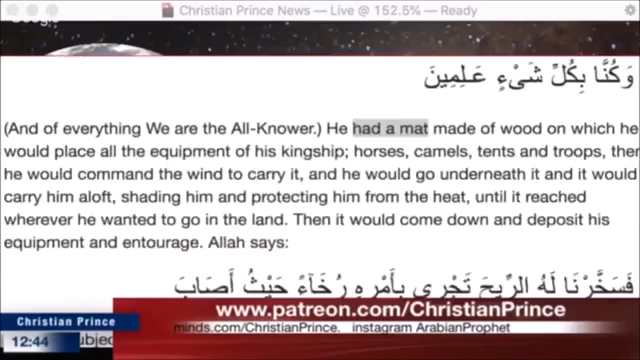 Christian Prince News — Live @ 152.5% — Ready
وَكُنَّا بِكُلِّ شَىْءٍ عَـلِمِينَ
(And of everything We are the All-Knower.) He had a mat made of wood on which he
would place all the equipment of his kingship; horses, camels, tents and troops, then
he would command the wind to carry it, and he would go underneath it and it would
carry him aloft, shading him and protecting him from the heat, until it reached
wherever he wanted to go in the land. Then it would come down and deposit his
equipment and entourage. Allah says:
فَسَخَّرْنَا لَهُ الرِّيحَ تَجْرِى بِأَمْرِهِ رُخَآءً حَيْثُ أَصَابَ
www.patreon.com/ChristianPrince
Christian Prince
minds.com/ChristianPrince. instagram ArabianProphet
12:44